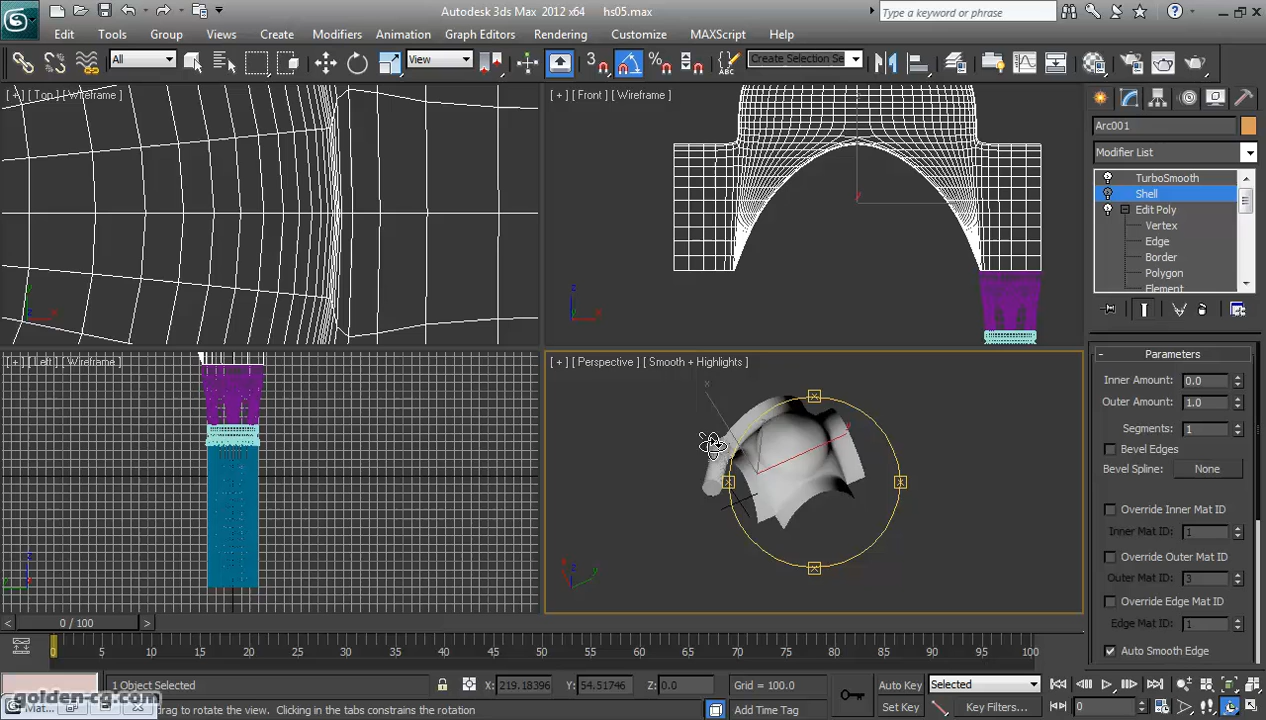 Autodesk 3ds Max 2012 x64 hs05.max
Type a keyword or phrase
Edit Tools Group Views Create Modifiers Animation Graph Editors Rendering Customize MAXScript Help
All View 3 Create Selection Se
[ + ] [ Top ] [ Wireframe ]
[ + ] [ Front ] [ Wireframe ]
Arc001
Modifier List
TurboSmooth
Shell
Edit Poly
Vertex
Edge
Border
Polygon
Element
[ + ] [ Left ] [ Wireframe ]
[ + ] [ Perspective ] [ Smooth + Highlights ]
- Parameters
Inner Amount: 0.0
Outer Amount: 1.0
Segments: 1
Bevel Edges
Bevel Spline: None
Override Inner Mat ID
Inner Mat ID: 1
Override Outer Mat ID
Outer Mat ID: 3
Override Edge Mat ID
Edge Mat ID: 1
Auto Smooth Edge
< 0 / 100 >
0 5 10 15 20 25 30 35 40 45 50 55 60 65 70 75 80 85 90 95 100
1 Object Selected X: 219.18396 Y: 54.51746 Z: 0.0 Grid = 100.0 Auto Key Selected
golden-cg.com
Mat...
drag to rotate the view. Clicking in the tabs constrains the rotation Add Time Tag Set Key Key Filters... 0